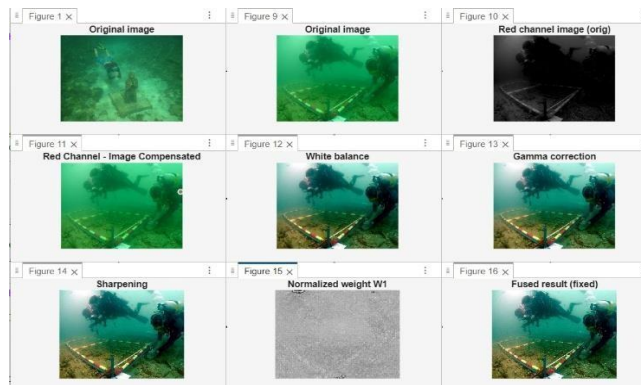 Figure 1 ×
Original image
Figure 9 ×
Original image
Figure 10 ×
Red channel image (orig)
Figure 11 ×
Red Channel - Image Compensated
Figure 12 ×
White balance
Figure 13 ×
Gamma correction
Figure 14 ×
Sharpening
Figure 15 ×
Normalized weight W1
Figure 16 ×
Fused result (fixed)